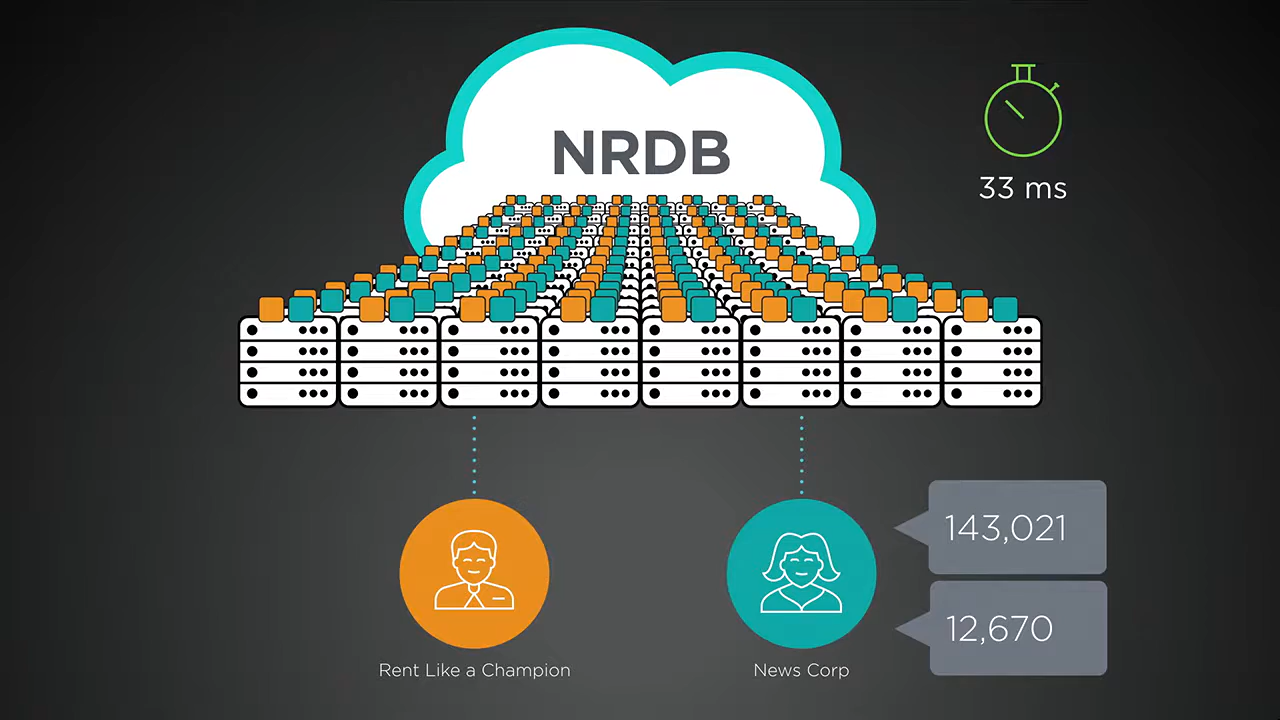 NRDB
33 ms
143,021
12,670
Rent Like a Champion
News Corp